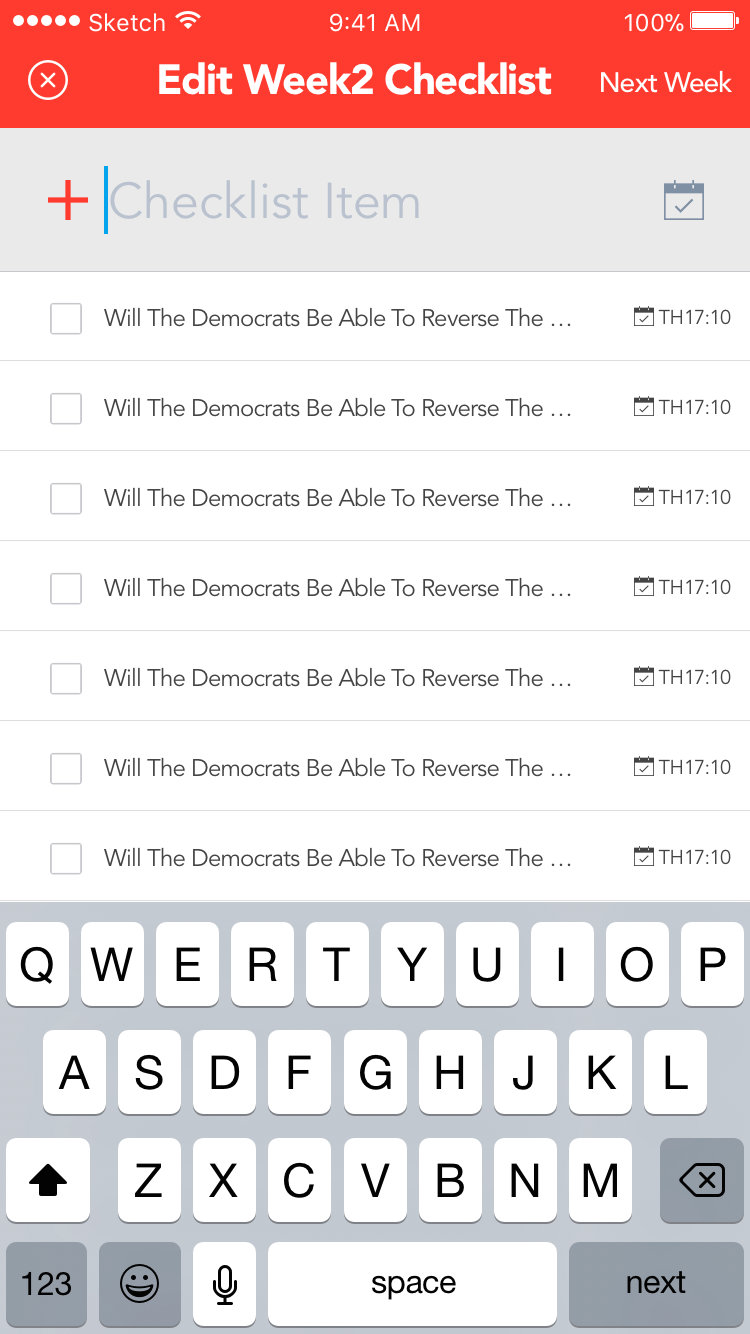 Sketch 9:41 AM 100%
Edit Week2 Checklist Next Week
Checklist Item
Will The Democrats Be Able To Reverse The ... TH17:10
Will The Democrats Be Able To Reverse The ... TH17:10
Will The Democrats Be Able To Reverse The ... TH17:10
Will The Democrats Be Able To Reverse The ... TH17:10
Will The Democrats Be Able To Reverse The ... TH17:10
Will The Democrats Be Able To Reverse The ... TH17:10
Will The Democrats Be Able To Reverse The ... TH17:10
Q W E R T Y U I O P
A S D F G H J K L
Z X C V B N M
123 space next